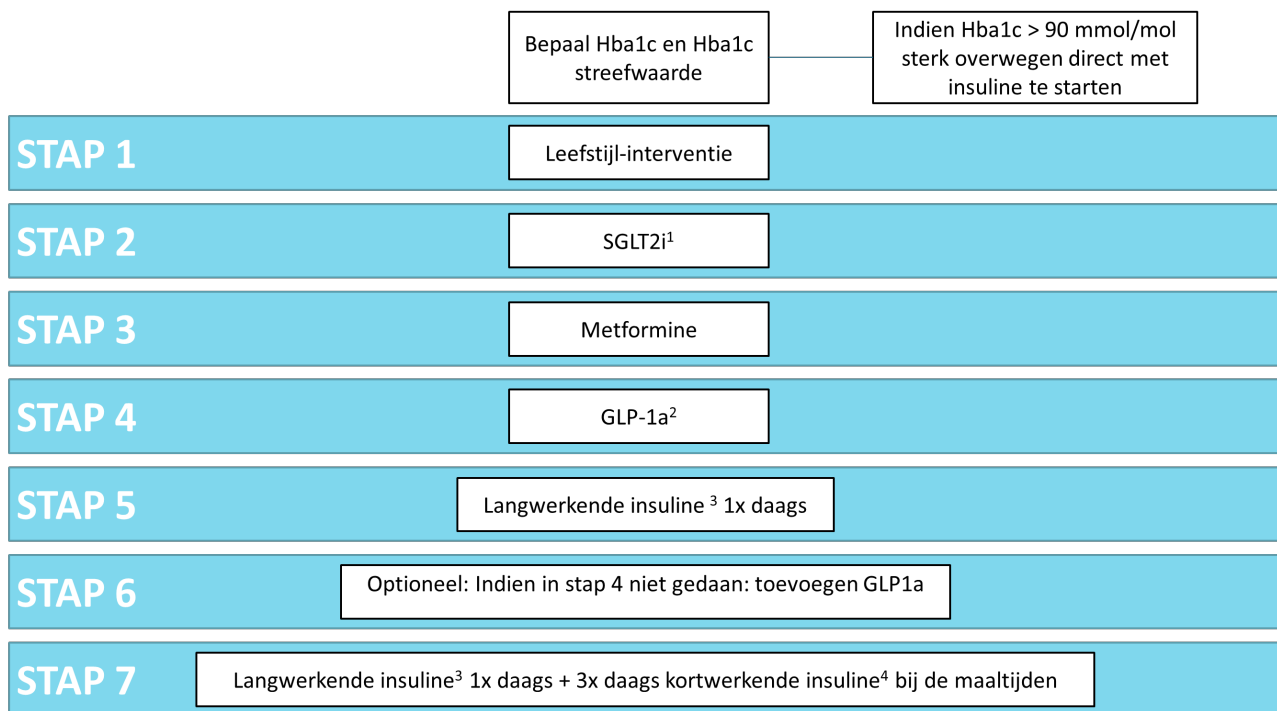 Bepaal Hba1c en Hba1c
streefwaarde
Indien Hba1c > 90 mmol/mol
sterk overwegen direct met
insuline te starten
STAP 1
Leefstijl-interventie
STAP 2
SGLT2i¹
STAP 3
Metformine
STAP 4
GLP-1a²
STAP 5
Langwerkende insuline ³ 1x daags
STAP 6
Optioneel: Indien in stap 4 niet gedaan: toevoegen GLP1a
STAP 7
Langwerkende insuline³ 1x daags + 3x daags kortwerkende insuline⁴ bij de maaltijden